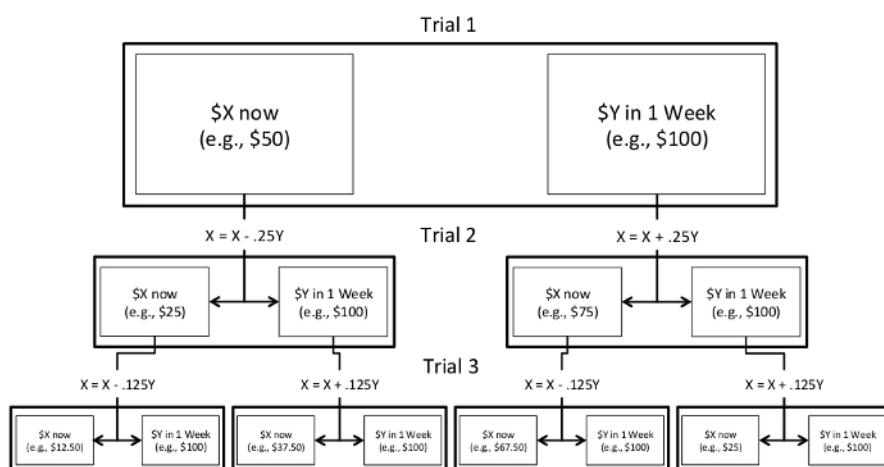 Trial 1
$X now
(e.g., $50)
$Y in 1 Week
(e.g., $100)
X = X - .25Y
Trial 2
X = X + .25Y
$X now
(e.g., $25)
$Y in 1 Week
(e.g., $100)
$X now
(e.g., $75)
$Y in 1 Week
(e.g., $100)
Trial 3
X = X - .125Y
X = X + .125Y
X = X - .125Y
X = X + .125Y
$X now
(e.g., $12.50)
$Y in 1 Week
(e.g., $100)
$X now
(e.g., $37.50)
$Y in 1 Week
(e.g., $100)
$X now
(e.g., $67.50)
$Y in 1 Week
(e.g., $100)
$X now
(e.g., $25)
$Y in 1 Week
(e.g., $100)